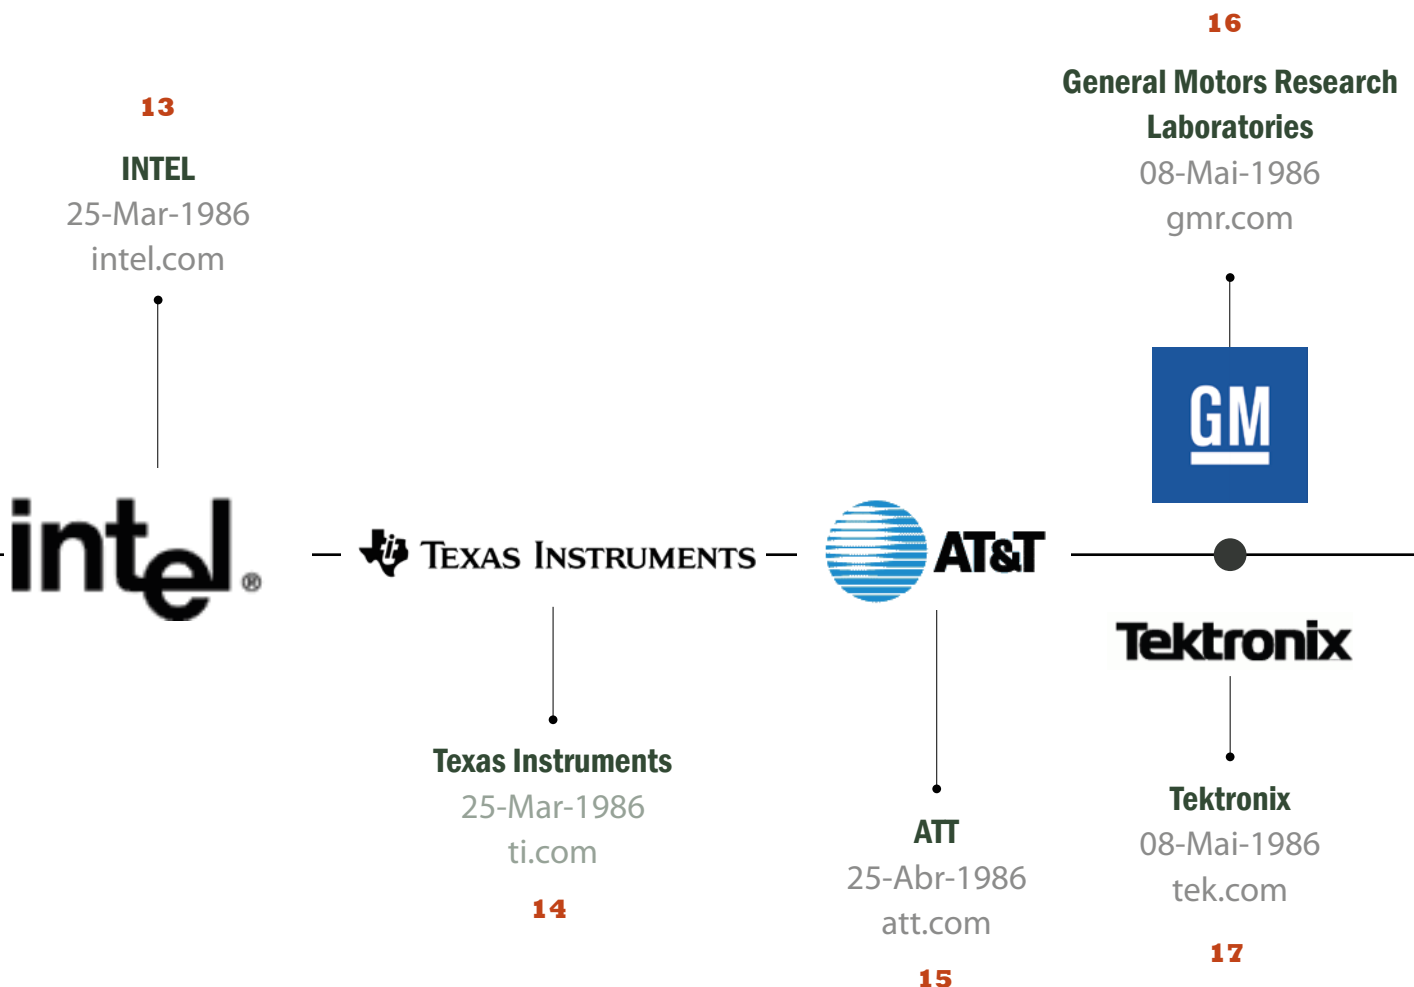 13
INTEL
25-Mar-1986
intel.com
intel®
TEXAS INSTRUMENTS
Texas Instruments
25-Mar-1986
ti.com
14
AT&T
ATT
25-Abr-1986
att.com
15
16
General Motors Research
Laboratories
08-Mai-1986
gmr.com
GM
Tektronix
Tektronix
08-Mai-1986
tek.com
17